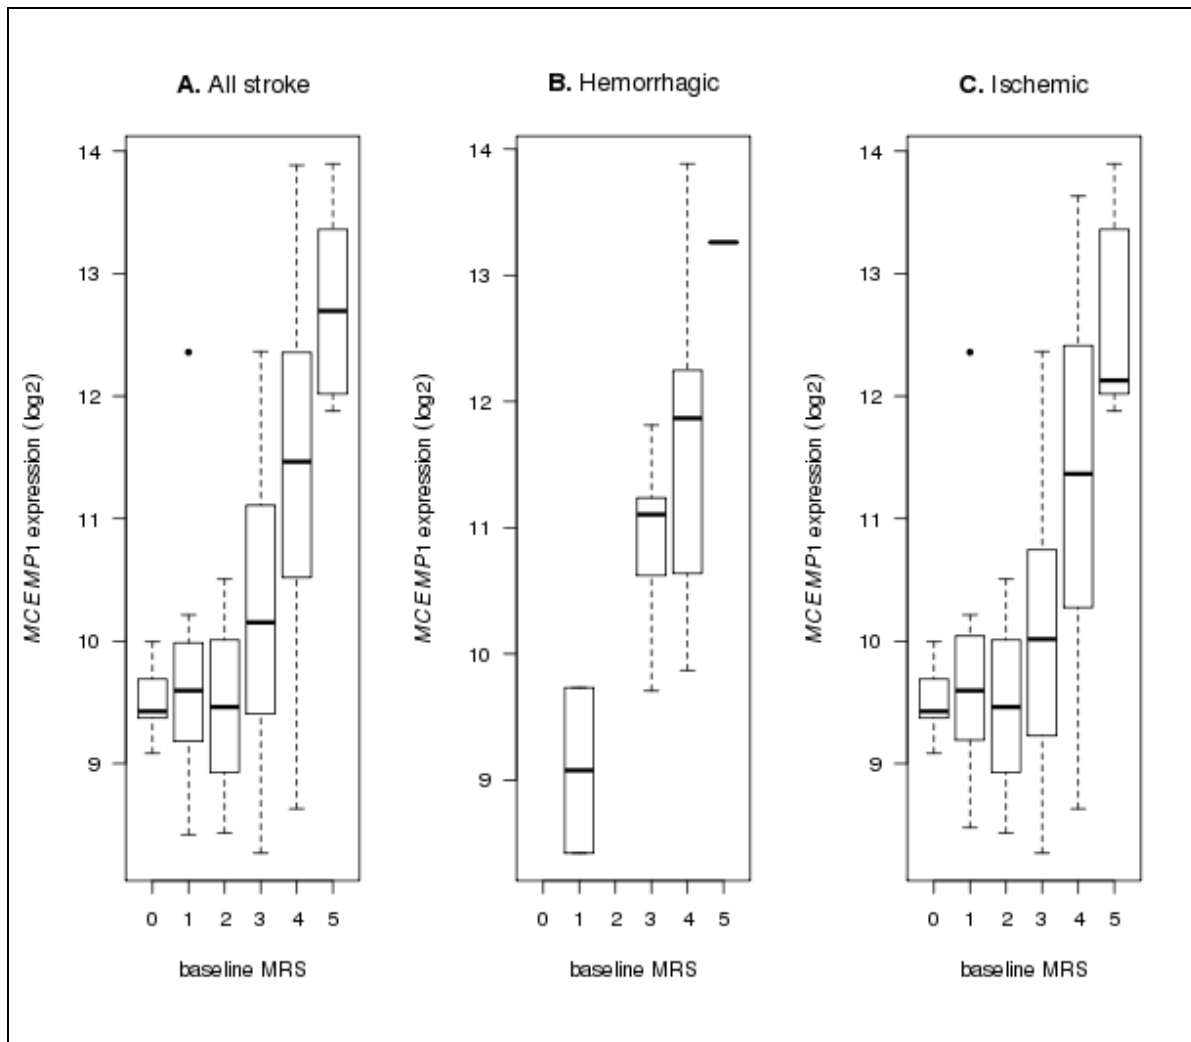 A. All stroke
14
13
12
11
10
9
MCEMP1 expression (log2)
0 1 2 3 4 5
baseline MRS
B. Hemorrhagic
14
13
12
11
10
9
MCEMP1 expression (log2)
0 1 2 3 4 5
baseline MRS
C. Ischemic
14
13
12
11
10
9
MCEMP1 expression (log2)
0 1 2 3 4 5
baseline MRS